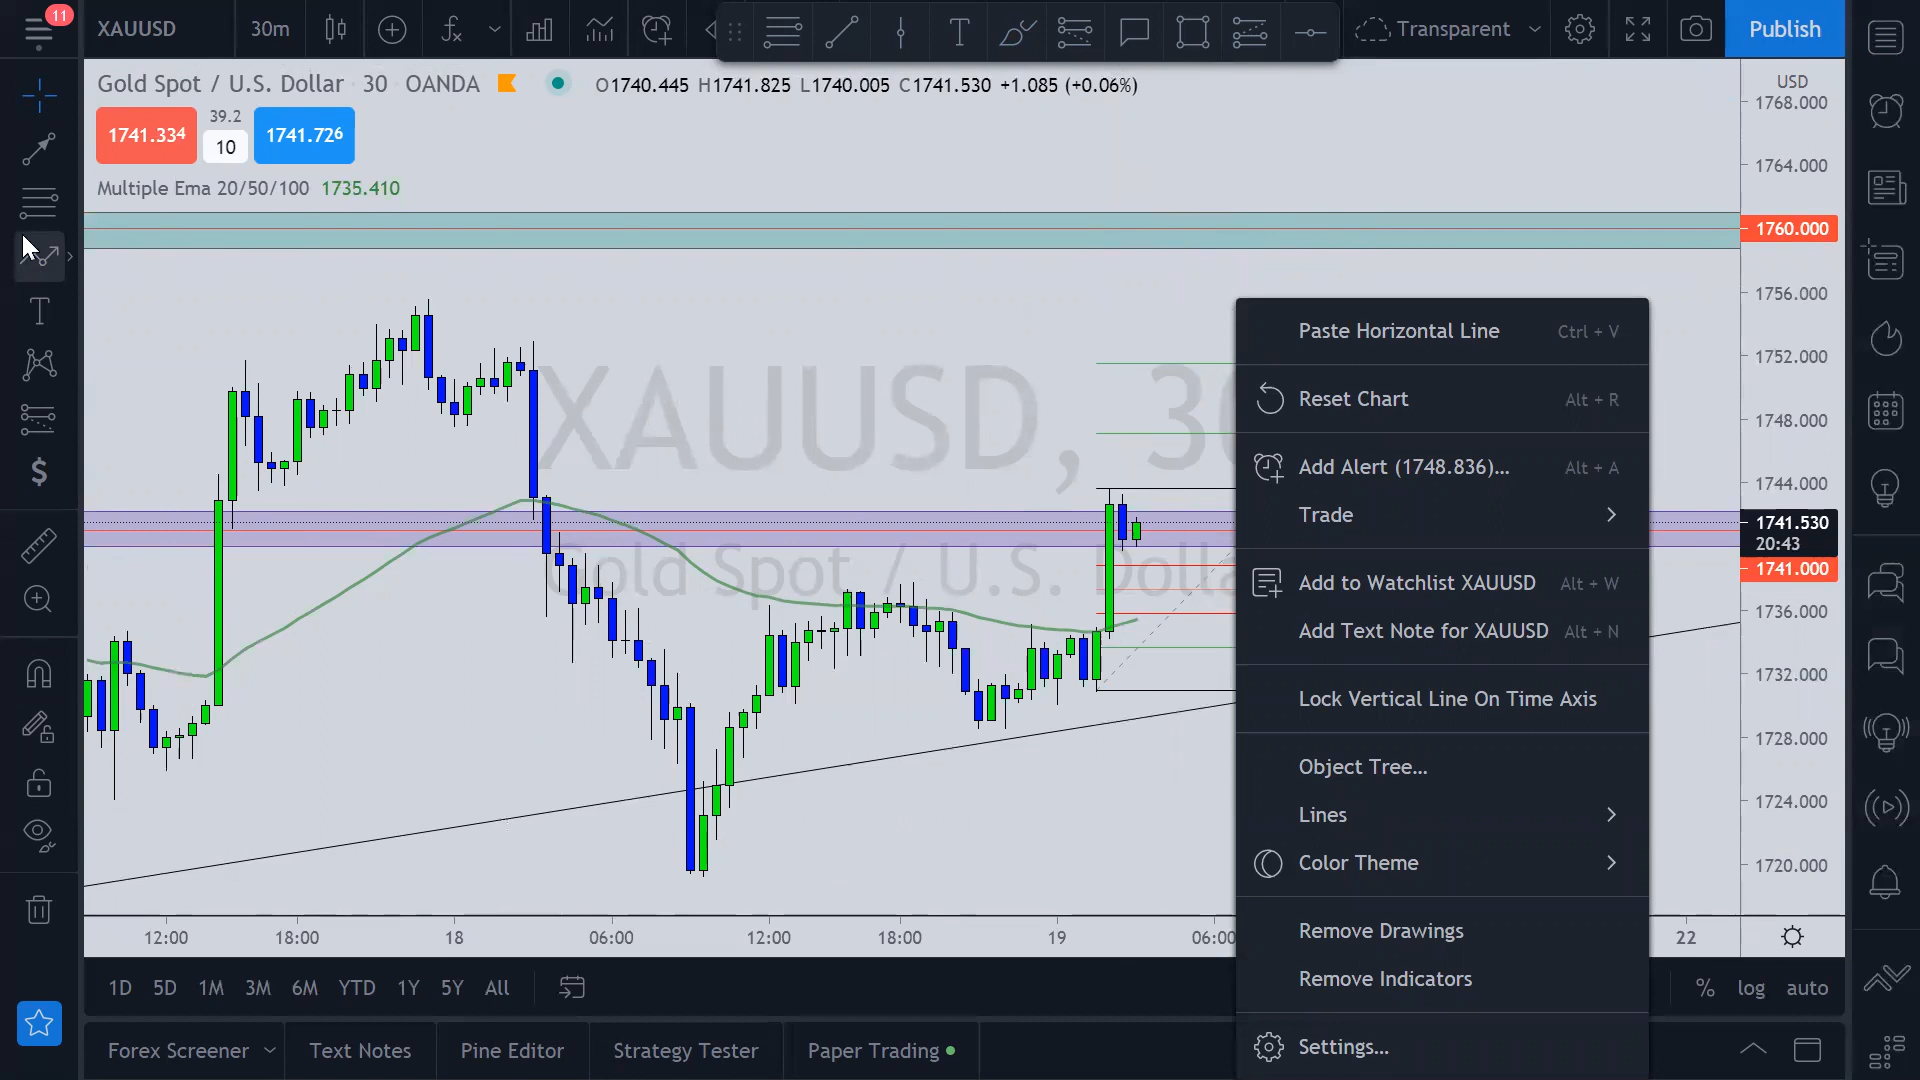 11
XAUUSD
30m
Transparent
Publish
Gold Spot / U.S. Dollar 30 OANDA
O1740.445 H1741.825 L1740.005 C1741.530 +1.085 (+0.06%)
USD
1768.000
1741.334
39.2
10
1741.726
1764.000
Multiple Ema 20/50/100 1735.410
1760.000
1756.000
1752.000
1748.000
1744.000
1741.530
20:43
1741.000
1736.000
1732.000
1728.000
1724.000
1720.000
XAUUSD, 30
Gold Spot / U.S. Dolla
Paste Horizontal Line Ctrl + V
Reset Chart Alt + R
Add Alert (1748.836)... Alt + A
Trade
Add to Watchlist XAUUSD Alt + W
Add Text Note for XAUUSD Alt + N
Lock Vertical Line On Time Axis
Object Tree...
Lines
Color Theme
Remove Drawings
Remove Indicators
Settings...
12:00 18:00 18 06:00 12:00 18:00 19 06:00 22
1D 5D 1M 3M 6M YTD 1Y 5Y All
% log auto
Forex Screener Text Notes Pine Editor Strategy Tester Paper Trading